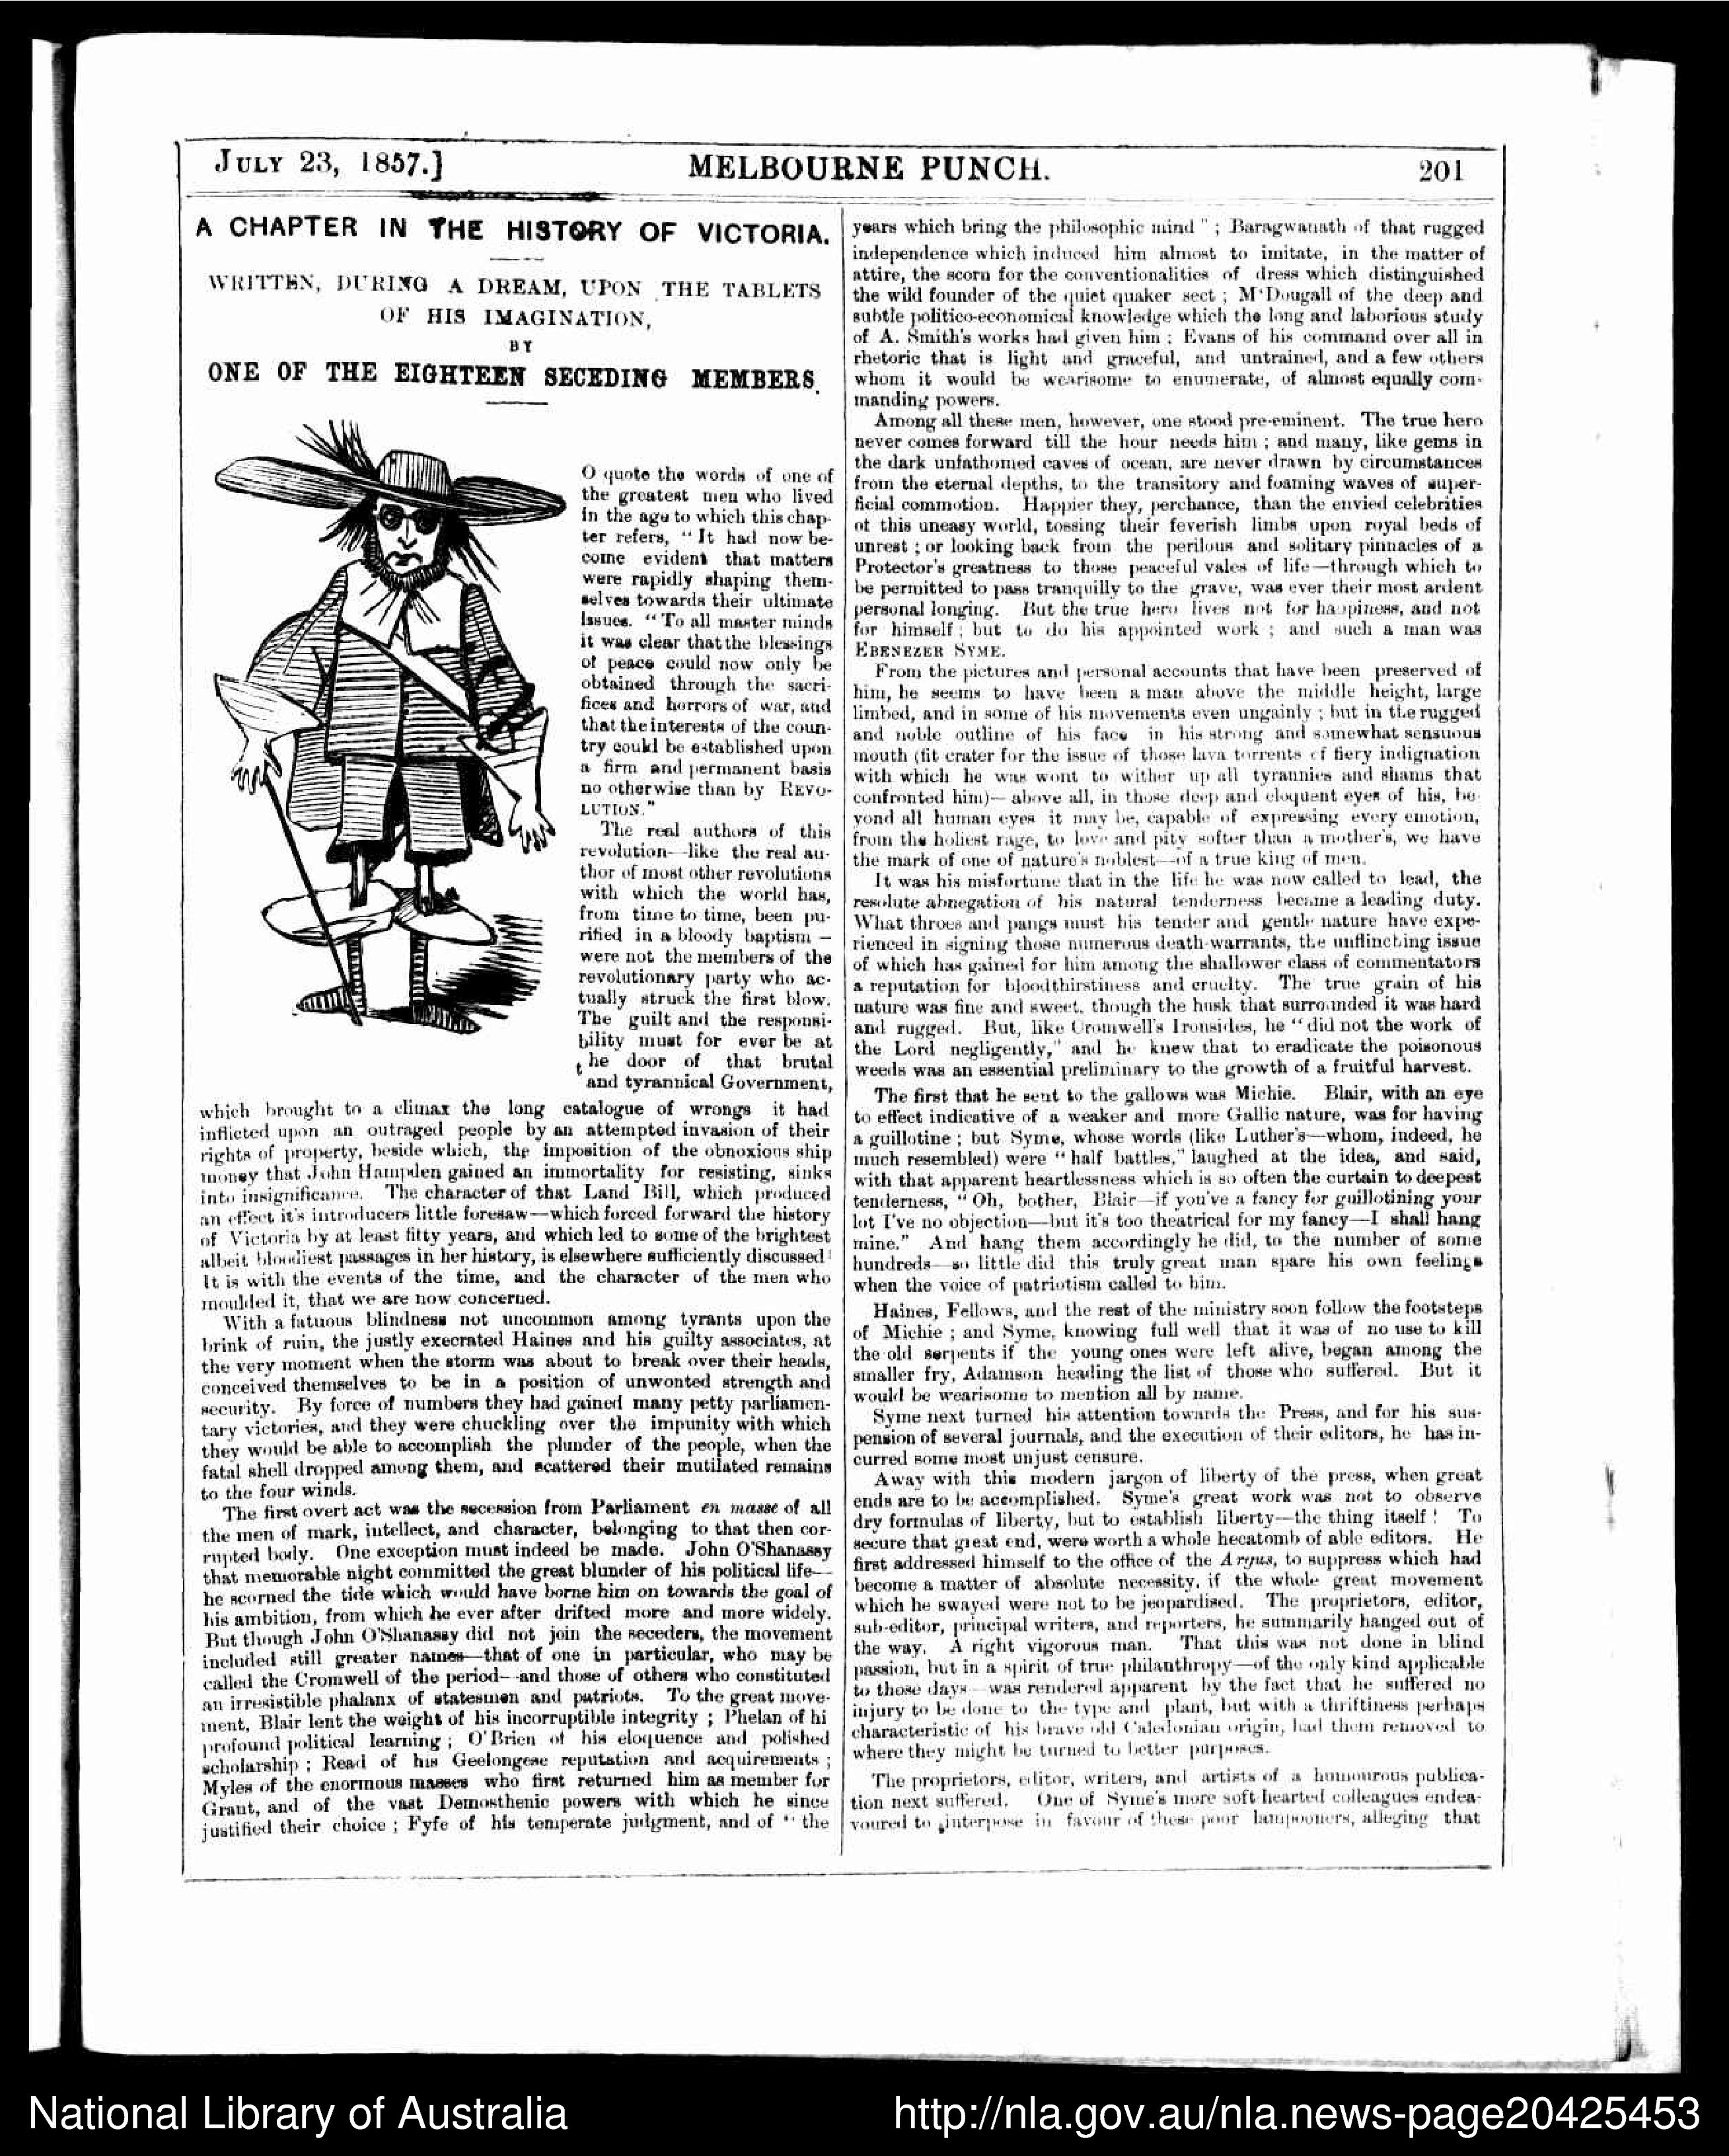 JULY 23, 1857.]
MELBOURNE PUNCH.
201
A CHAPTER IN THE HISTORY OF VICTORIA.
WRITTEN, DURING A DREAM, UPON THE TABLETS
OF HIS IMAGINATION,
BY
ONE OF THE EIGHTEEN SECEDING MEMBERS.
O quote the words of one of
the greatest men who lived
in the age to which this chap-
ter refers, "It had now be-
come evident that matters
were rapidly shaping them-
selves towards their ultimate
issues. "To all master minds
it was clear that the blessings
of peace could now only be
obtained through the sacri-
fices and horrors of war, and
that the interests of the coun-
try could be established upon
a firm and permanent basis
no otherwise than by REVO-
LUTION."
The real authors of this
revolution—like the real au-
thor of most other revolutions
with which the world has,
from time to time, been pu-
rified in a bloody baptism—
were not the members of the
revolutionary party who ac-
tually struck the first blow.
The guilt and the responsi-
bility must for ever be at
the door of that brutal
and tyrannical Government,
which brought to a climax the long catalogue of wrongs it had
inflicted upon an outraged people by an attempted invasion of their
rights of property, beside which, the imposition of the obnoxious ship
money that John Hampden gained an immortality for resisting, sinks
into insignificance. The character of that Land Bill, which produced
an effect it's introducers little foresaw—which forced forward the history
of Victoria by at least fifty years, and which led to some of the brightest
albeit bloodiest passages in her history, is elsewhere sufficiently discussed
It is with the events of the time, and the character of the men who
moulded it, that we are now concerned.
With a fatuous blindness not uncommon among tyrants upon the
brink of ruin, the justly execrated Haines and his guilty associates, at
the very moment when the storm was about to break over their heads,
conceived themselves to be in a position of unwonted strength and
security. By force of numbers they had gained many petty parliamen-
tary victories, and they were chuckling over the impunity with which
they would be able to accomplish the plunder of the people, when the
fatal shell dropped among them, and scattered their mutilated remains
to the four winds.
The first overt act was the secession from Parliament en masse of all
the men of mark, intellect, and character, belonging to that then cor-
rupted body. One exception must indeed be made. John O'Shanassy
that memorable night committed the great blunder of his political life—
he scorned the tide which would have borne him on towards the goal of
his ambition, from which he ever after drifted more and more widely.
But though John O'Shanassy did not join the seceders, the movement
included still greater names—that of one in particular, who may be
called the Cromwell of the period—and those of others who constituted
an irresistible phalanx of statesmen and patriots. To the great move-
ment, Blair lent the weight of his incorruptible integrity; Phelan of hi
profound political learning; O'Brien of his eloquence and polished
scholarship; Read of his Geelongese reputation and acquirements;
Myles of the enormous masses who first returned him as member for
Grant, and of the vast Demosthenic powers with which he since
justified their choice; Fyfe of his temperate judgment, and of "the
years which bring the philosophic mind"; Baragwanath of that rugged
independence which induced him almost to imitate, in the matter of
attire, the scorn for the conventionalities of dress which distinguished
the wild founder of the quiet quaker sect; M'Dougall of the deep and
subtle politico-economical knowledge which the long and laborious study
of A. Smith's works had given him; Evans of his command over all in
rhetoric that is light and graceful, and untrained, and a few others
whom it would be wearisome to enumerate, of almost equally com-
manding powers.
Among all these men, however, one stood pre-eminent. The true hero
never comes forward till the hour needs him; and many, like gems in
the dark unfathomed caves of ocean, are never drawn by circumstances
from the eternal depths, to the transitory and foaming waves of super-
ficial commotion. Happier they, perchance, than the envied celebrities
of this uneasy world, tossing their feverish limbs upon royal beds of
unrest; or looking back from the perilous and solitary pinnacles of a
Protector's greatness to those peaceful vales of life—through which to
be permitted to pass tranquilly to the grave, was ever their most ardent
personal longing. But the true hero lives not for happiness, and not
for himself; but to do his appointed work; and such a man was
EBENEZER SYME.
From the pictures and personal accounts that have been preserved of
him, he seems to have been a man above the middle height, large
limbed, and in some of his movements even ungainly; but in the rugged
and noble outline of his face in his strong and somewhat sensuous
mouth (fit crater for the issue of those lava torrents of fiery indignation
with which he was wont to wither up all tyrannies and shams that
confronted him)—above all, in those deep and eloquent eyes of his, be-
yond all human eyes it may be, capable of expressing every emotion,
from the holiest rage, to love and pity softer than a mother's, we have
the mark of one of nature's noblest—of a true king of men.
It was his misfortune that in the life he was now called to lead, the
resolute abnegation of his natural tenderness became a leading duty.
What throes and pangs must his tender and gentle nature have expe-
rienced in signing those numerous death-warrants, the unflinching issue
of which has gained for him among the shallower class of commentators
a reputation for bloodthirstiness and cruelty. The true grain of his
nature was fine and sweet, though the husk that surrounded it was hard
and rugged. But, like Cromwell's Ironsides, he "did not the work of
the Lord negligently," and he knew that to eradicate the poisonous
weeds was an essential preliminary to the growth of a fruitful harvest.
The first that he sent to the gallows was Michie. Blair, with an eye
to effect indicative of a weaker and more Gallic nature, was for having
a guillotine; but Syme, whose words (like Luther's—whom, indeed, he
much resembled) were "half battles," laughed at the idea, and said,
with that apparent heartlessness which is so often the curtain to deepest
tenderness, "Oh, bother, Blair—if you've a fancy for guillotining your
lot I've no objection—but it's too theatrical for my fancy—I shall hang
mine." And hang them accordingly he did, to the number of some
hundreds—so little did this truly great man spare his own feelings
when the voice of patriotism called to him.
Haines, Fellows, and the rest of the ministry soon follow the footsteps
of Michie; and Syme, knowing full well that it was of no use to kill
the old serpents if the young ones were left alive, began among the
smaller fry, Adamson heading the list of those who suffered. But it
would be wearisome to mention all by name.
Syme next turned his attention towards the Press, and for his sus-
pension of several journals, and the execution of their editors, he has in-
curred some most unjust censure.
Away with this modern jargon of liberty of the press, when great
ends are to be accomplished. Syme's great work was not to observe
dry formulas of liberty, but to establish liberty—the thing itself! To
secure that great end, were worth a whole hecatomb of able editors. He
first addressed himself to the office of the Argus, to suppress which had
become a matter of absolute necessity, if the whole great movement
which he swayed were not to be jeopardised. The proprietors, editor,
sub-editor, principal writers, and reporters, he summarily hanged out of
the way. A right vigorous man. That this was not done in blind
passion, but in a spirit of true philanthropy—of the only kind applicable
to those days—was rendered apparent by the fact that he suffered no
injury to be done to the type and plant, but with a thriftiness perhaps
characteristic of his brave old Caledonian origin, had them removed to
where they might be turned to better purposes.
The proprietors, editor, writers, and artists of a humourous publica-
tion next suffered. One of Syme's more soft hearted colleagues endea-
voured to interpose in favour of these poor lampooners, alleging that
National Library of Australia
http://nla.gov.au/nla.news-page20425453